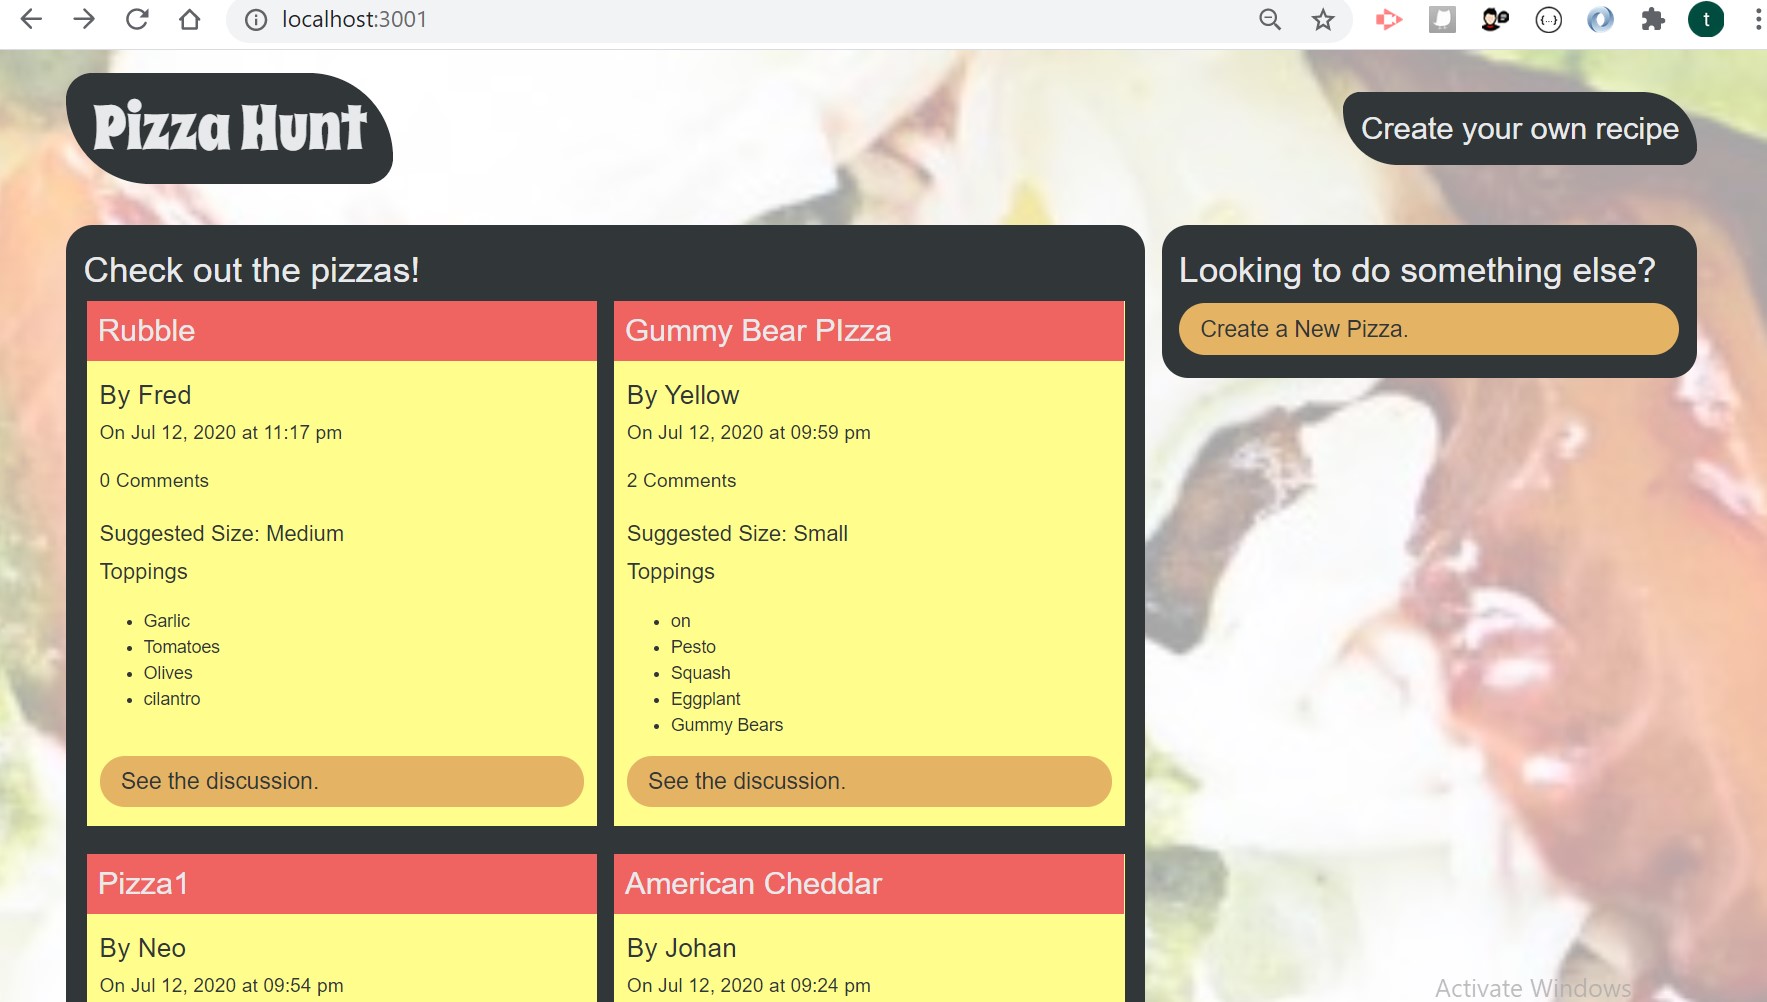 localhost:3001
t
Pizza Hunt
Create your own recipe
Check out the pizzas!
Rubble
By Fred
On Jul 12, 2020 at 11:17 pm
0 Comments
Suggested Size: Medium
Toppings
Garlic
Tomatoes
Olives
cilantro
See the discussion.
Gummy Bear PIzza
By Yellow
On Jul 12, 2020 at 09:59 pm
2 Comments
Suggested Size: Small
Toppings
on
Pesto
Squash
Eggplant
Gummy Bears
See the discussion.
Pizza1
By Neo
On Jul 12, 2020 at 09:54 pm
American Cheddar
By Johan
On Jul 12, 2020 at 09:24 pm
Looking to do something else?
Create a New Pizza.
Activate Windows